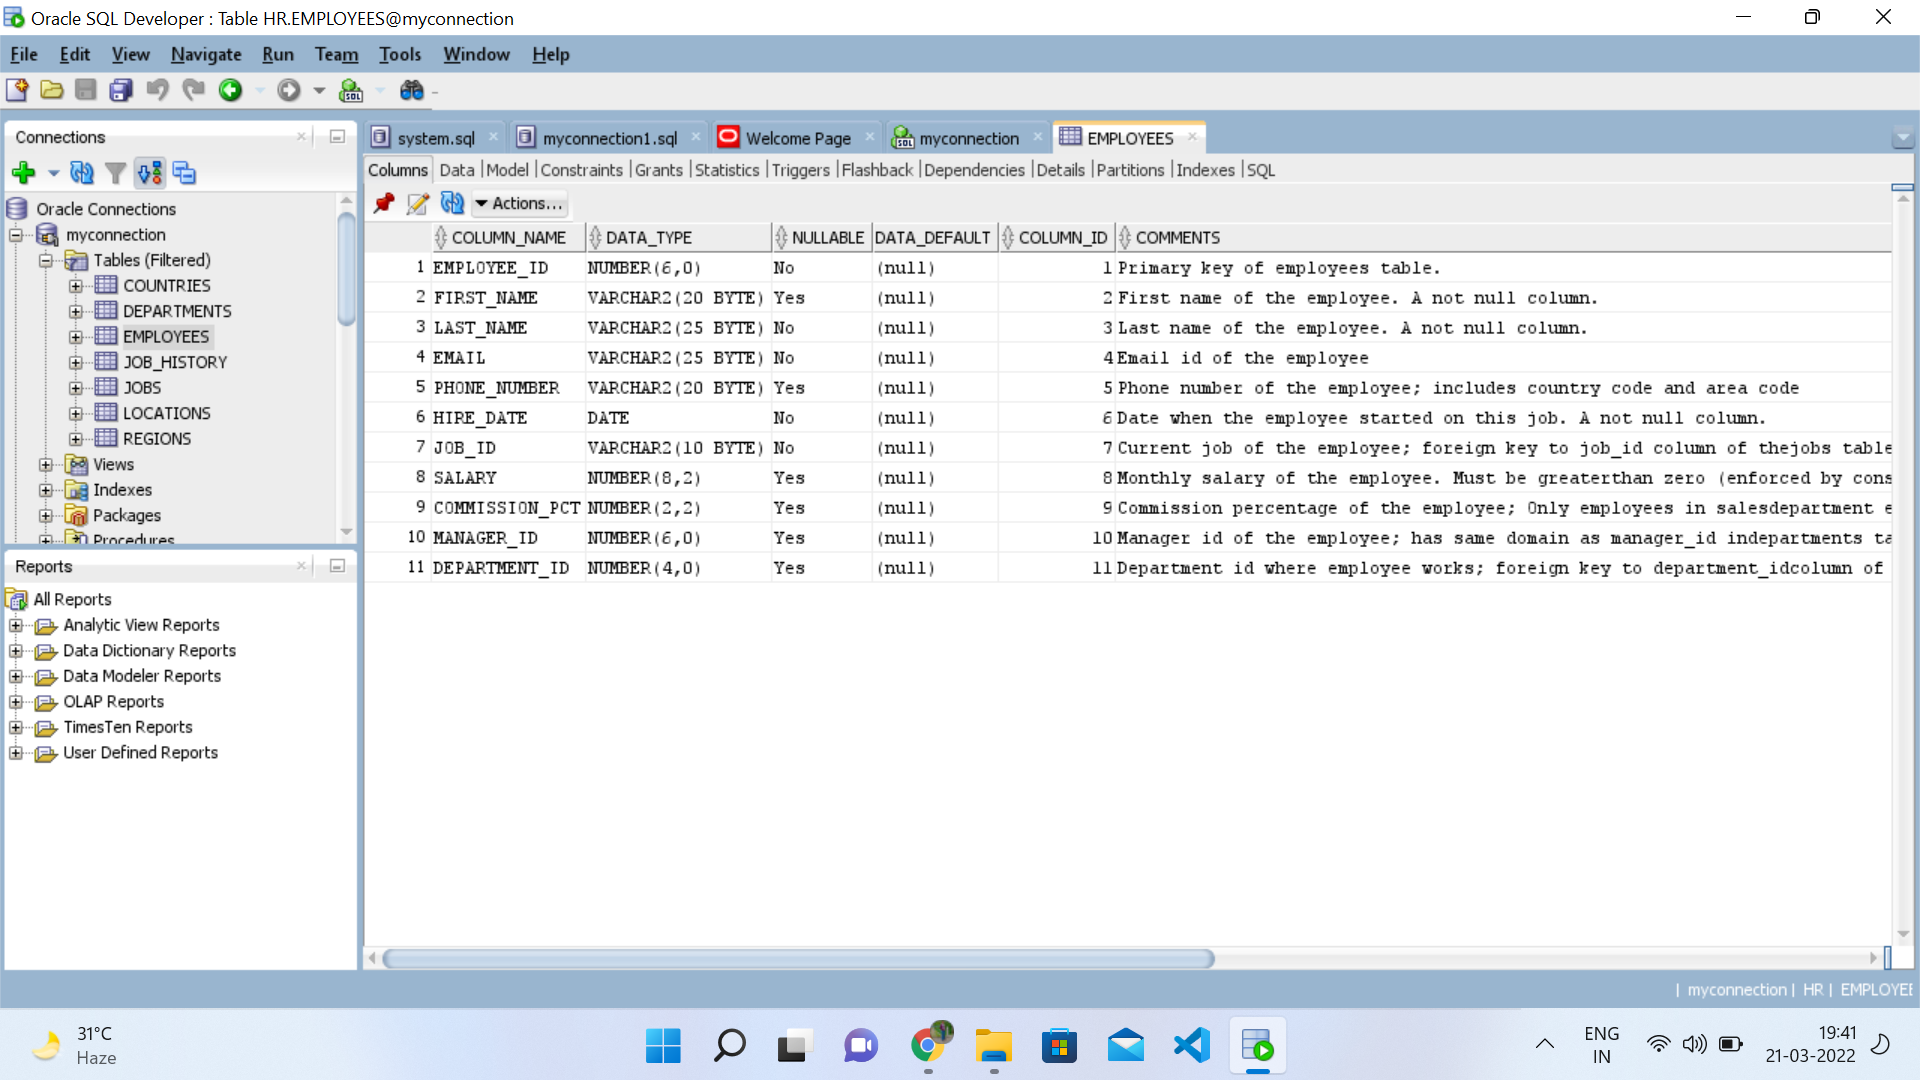 Oracle SQL Developer : Table HR.EMPLOYEES@myconnection
File Edit View Navigate Run Team Tools Window Help
Connections
Oracle Connections
myconnection
Tables (Filtered)
COUNTRIES
DEPARTMENTS
EMPLOYEES
JOB_HISTORY
JOBS
LOCATIONS
REGIONS
Views
Indexes
Packages
Procedures
Reports
All Reports
Analytic View Reports
Data Dictionary Reports
Data Modeler Reports
OLAP Reports
TimesTen Reports
User Defined Reports
system.sql myconnection1.sql Welcome Page myconnection EMPLOYEES
Columns Data Model Constraints Grants Statistics Triggers Flashback Dependencies Details Partitions Indexes SQL
Actions...
COLUMN_NAME DATA_TYPE NULLABLE DATA_DEFAULT COLUMN_ID COMMENTS
1 EMPLOYEE_ID NUMBER(6,0) No (null) 1 Primary key of employees table.
2 FIRST_NAME VARCHAR2(20 BYTE) Yes (null) 2 First name of the employee. A not null column.
3 LAST_NAME VARCHAR2(25 BYTE) No (null) 3 Last name of the employee. A not null column.
4 EMAIL VARCHAR2(25 BYTE) No (null) 4 Email id of the employee
5 PHONE_NUMBER VARCHAR2(20 BYTE) Yes (null) 5 Phone number of the employee; includes country code and area code
6 HIRE_DATE DATE No (null) 6 Date when the employee started on this job. A not null column.
7 JOB_ID VARCHAR2(10 BYTE) No (null) 7 Current job of the employee; foreign key to job_id column of thejobs table
8 SALARY NUMBER(8,2) Yes (null) 8 Monthly salary of the employee. Must be greaterthan zero (enforced by cons
9 COMMISSION_PCT NUMBER(2,2) Yes (null) 9 Commission percentage of the employee; Only employees in salesdepartment e
10 MANAGER_ID NUMBER(6,0) Yes (null) 10 Manager id of the employee; has same domain as manager_id indepartments ta
11 DEPARTMENT_ID NUMBER(4,0) Yes (null) 11 Department id where employee works; foreign key to department_idcolumn of
| myconnection | HR | EMPLOYEE
31°C
Haze
ENG
IN
19:41
21-03-2022